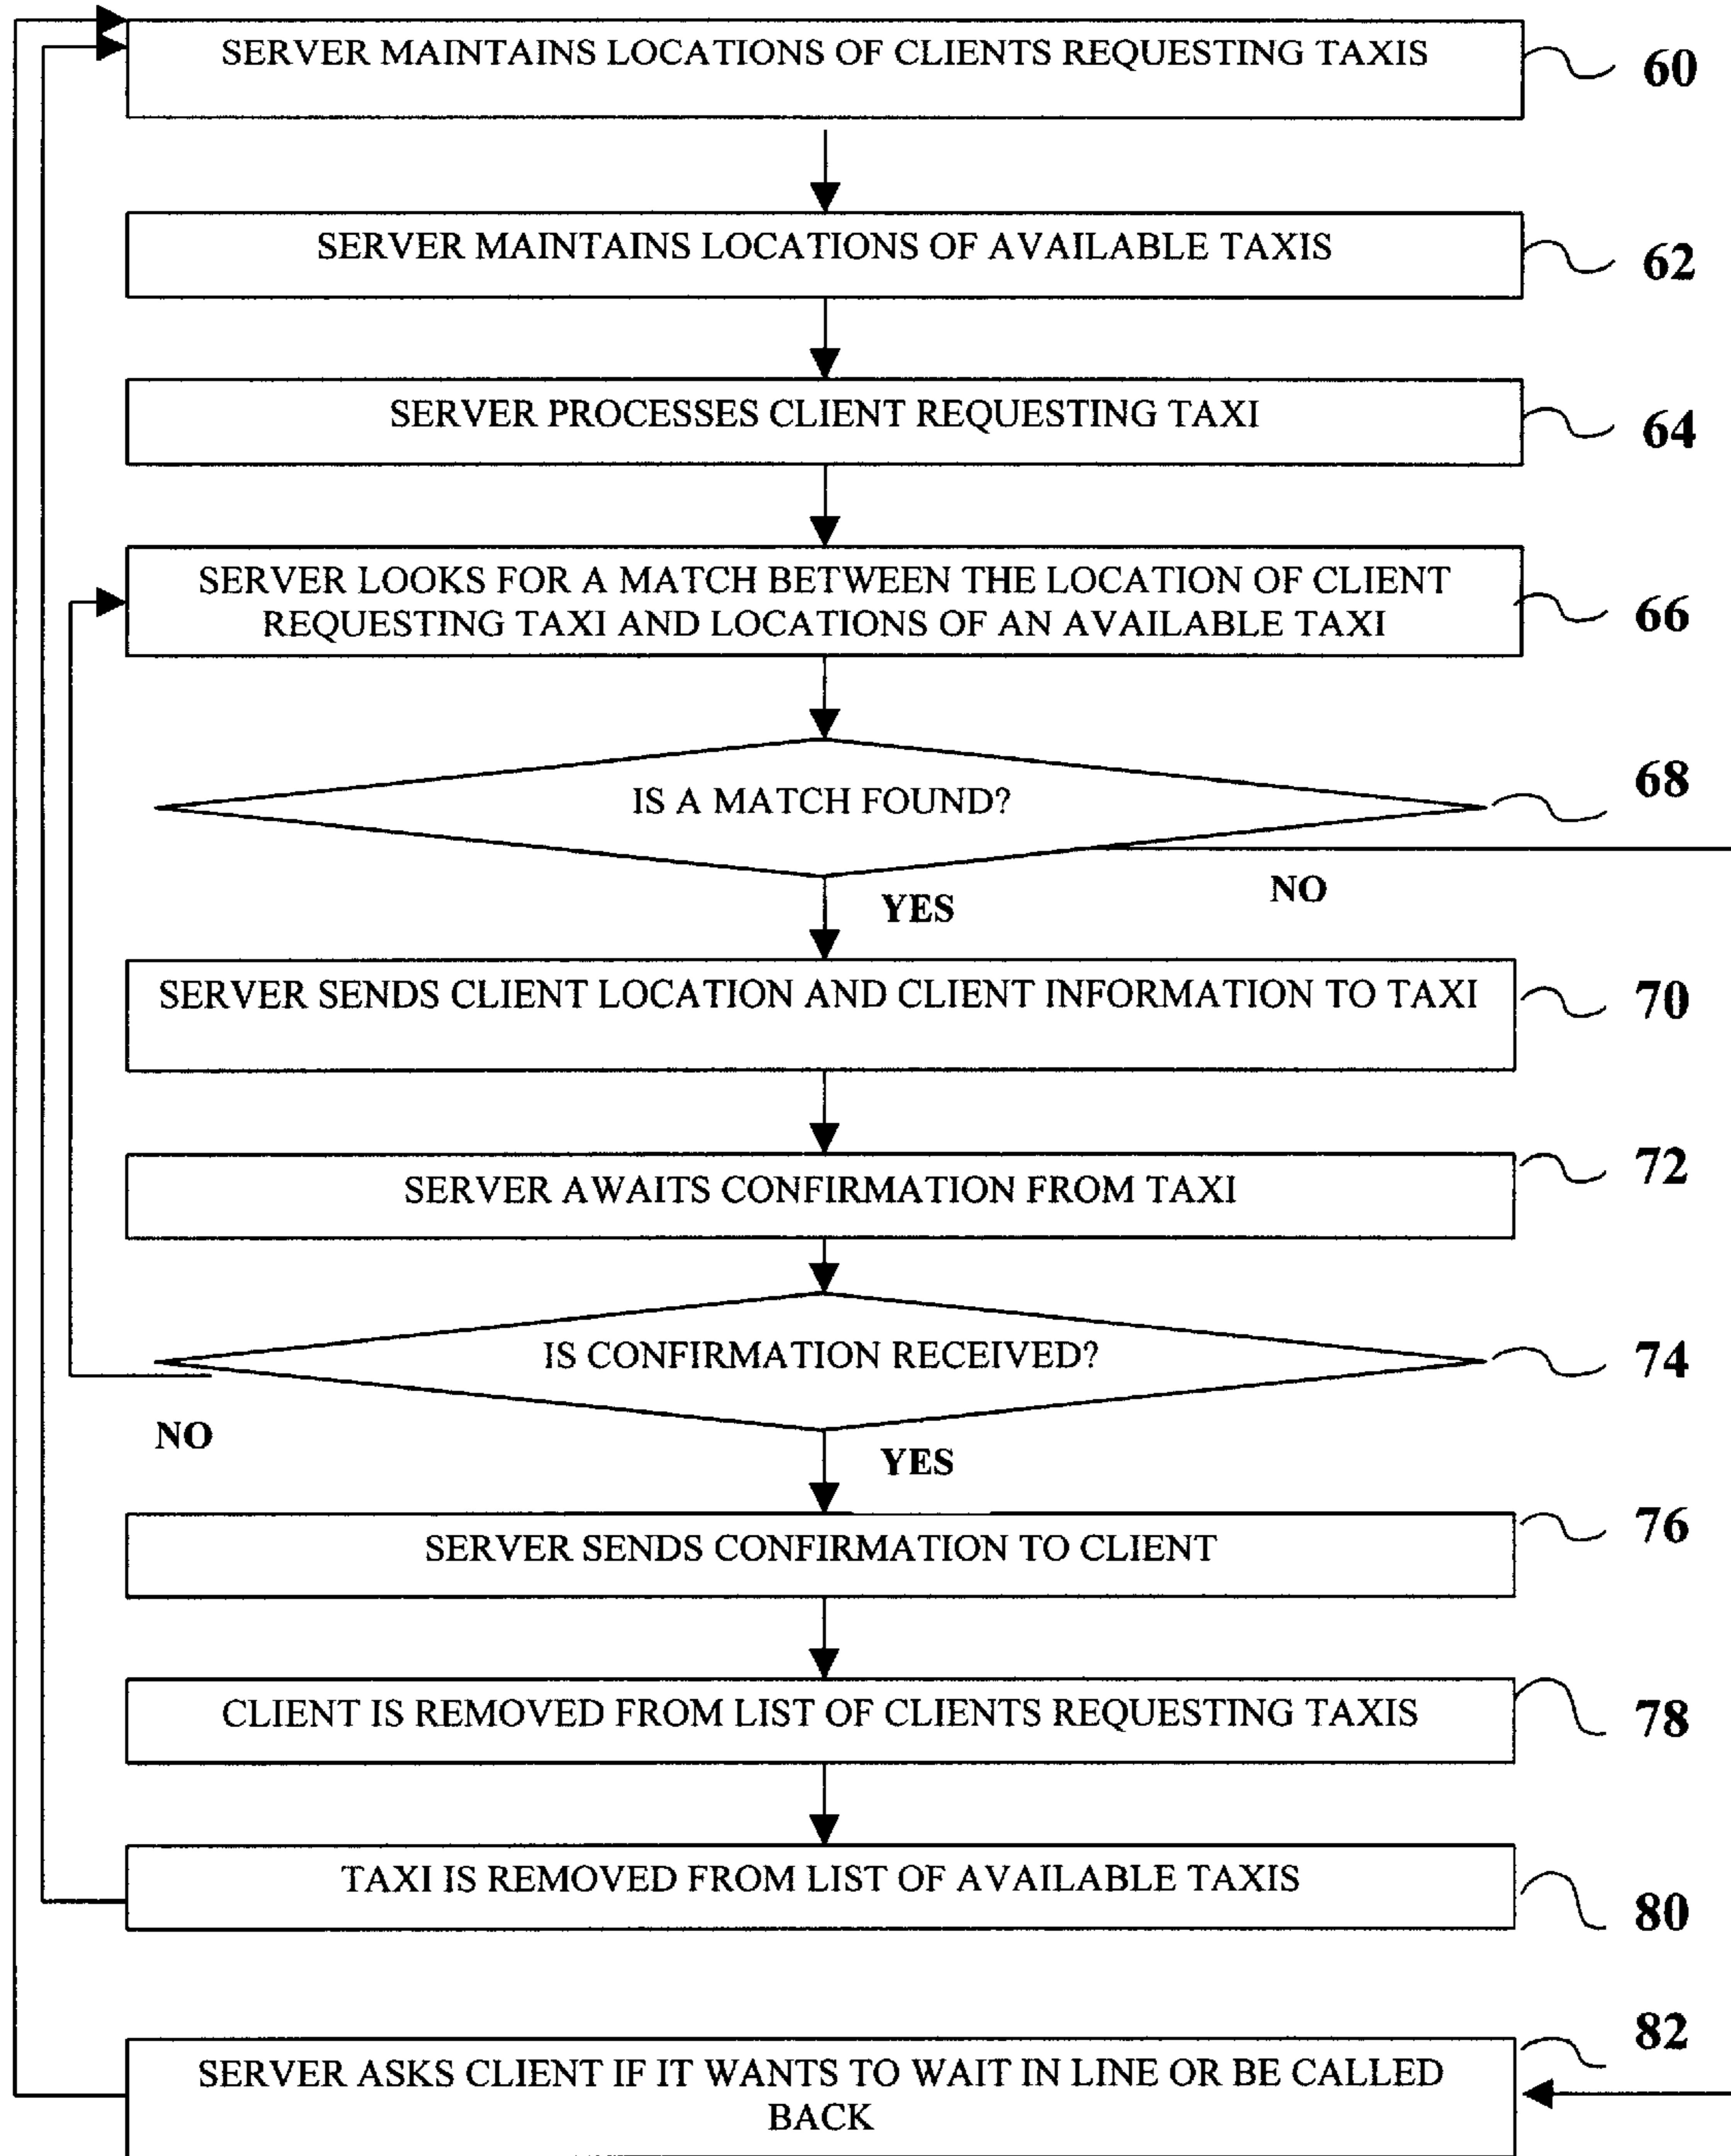 SERVER MAINTAINS LOCATIONS OF CLIENTS REQUESTING TAXIS
60
SERVER MAINTAINS LOCATIONS OF AVAILABLE TAXIS
62
SERVER PROCESSES CLIENT REQUESTING TAXI
64
SERVER LOOKS FOR A MATCH BETWEEN THE LOCATION OF CLIENT
REQUESTING TAXI AND LOCATIONS OF AN AVAILABLE TAXI
66
IS A MATCH FOUND?
68
YES
NO
SERVER SENDS CLIENT LOCATION AND CLIENT INFORMATION TO TAXI
70
SERVER AWAITS CONFIRMATION FROM TAXI
72
IS CONFIRMATION RECEIVED?
74
NO
YES
SERVER SENDS CONFIRMATION TO CLIENT
76
CLIENT IS REMOVED FROM LIST OF CLIENTS REQUESTING TAXIS
78
TAXI IS REMOVED FROM LIST OF AVAILABLE TAXIS
80
SERVER ASKS CLIENT IF IT WANTS TO WAIT IN LINE OR BE CALLED
BACK
82